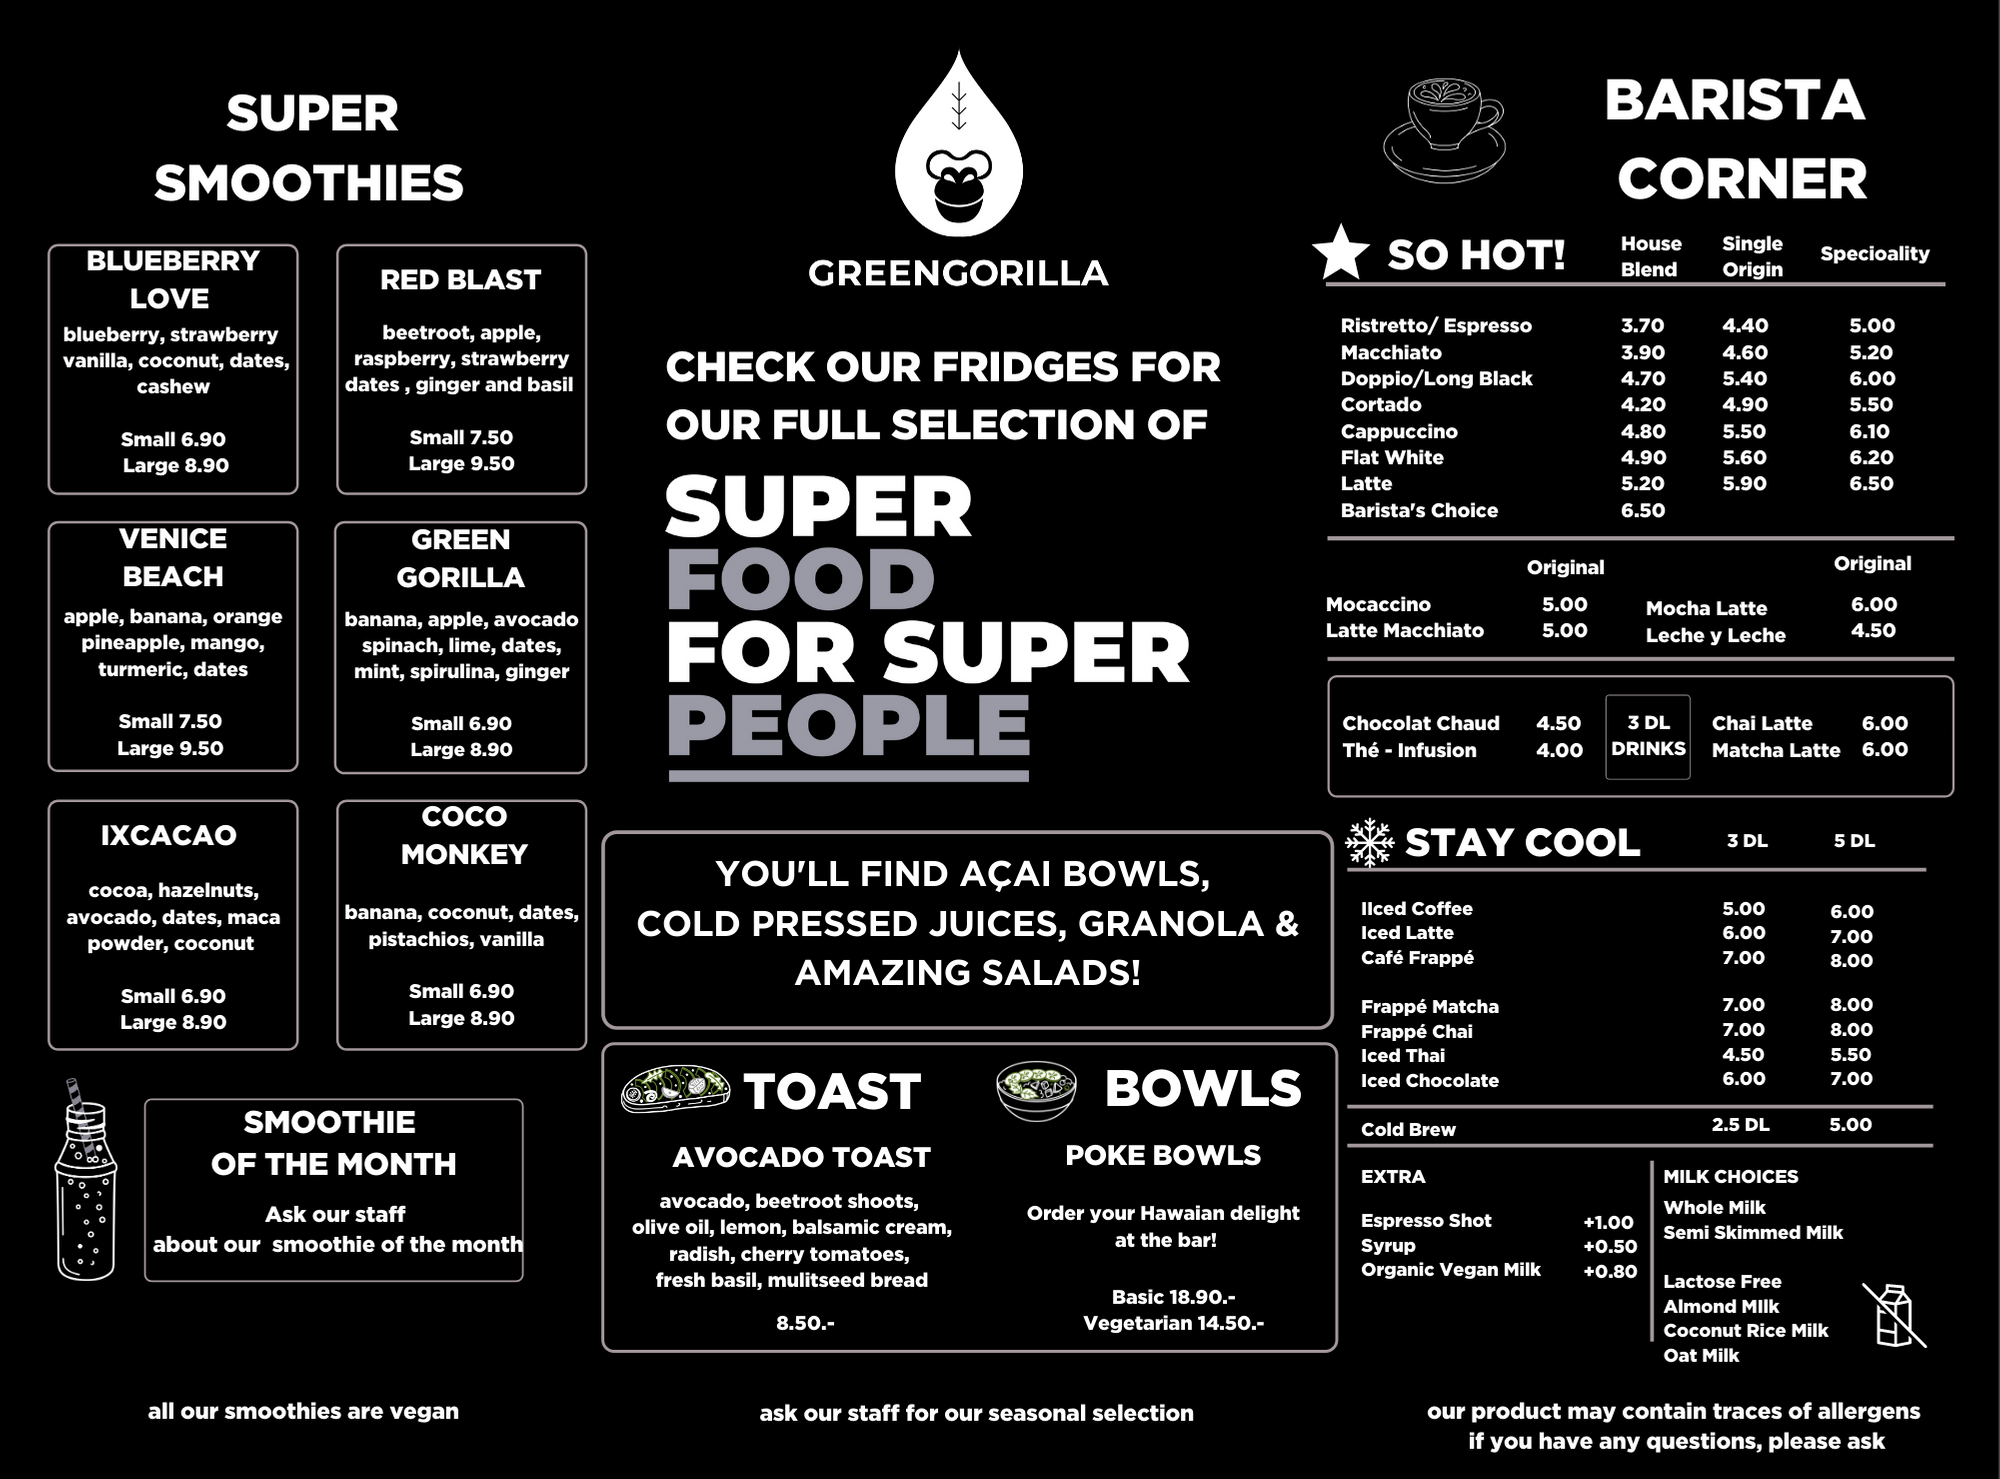 SUPER
SMOOTHIES
BLUEBERRY
LOVE
blueberry, strawberry
vanilla, coconut, dates,
cashew
Small 6.90
Large 8.90
RED BLAST
beetroot, apple,
raspberry, strawberry
dates , ginger and basil
Small 7.50
Large 9.50
VENICE
BEACH
apple, banana, orange
pineapple, mango,
turmeric, dates
Small 7.50
Large 9.50
GREEN
GORILLA
banana, apple, avocado
spinach, lime, dates,
mint, spirulina, ginger
Small 6.90
Large 8.90
IXCACAO
cocoa, hazelnuts,
avocado, dates, maca
powder, coconut
Small 6.90
Large 8.90
COCO
MONKEY
banana, coconut, dates,
pistachios, vanilla
Small 6.90
Large 8.90
SMOOTHIE
OF THE MONTH
Ask our staff
about our smoothie of the month
all our smoothies are vegan
GREENGORILLA
CHECK OUR FRIDGES FOR
OUR FULL SELECTION OF
SUPER
FOOD
FOR SUPER
PEOPLE
YOU'LL FIND AÇAI BOWLS,
COLD PRESSED JUICES, GRANOLA &
AMAZING SALADS!
TOAST
AVOCADO TOAST
avocado, beetroot shoots,
olive oil, lemon, balsamic cream,
radish, cherry tomatoes,
fresh basil, mulitseed bread
8.50.-
BOWLS
POKE BOWLS
Order your Hawaian delight
at the bar!
Basic 18.90.-
Vegetarian 14.50.-
ask our staff for our seasonal selection
BARISTA
CORNER
SO HOT! House Blend Single Origin Specioality
Ristretto/ Espresso 3.70 4.40 5.00
Macchiato 3.90 4.60 5.20
Doppio/Long Black 4.70 5.40 6.00
Cortado 4.20 4.90 5.50
Cappuccino 4.80 5.50 6.10
Flat White 4.90 5.60 6.20
Latte 5.20 5.90 6.50
Barista's Choice 6.50
Original Original
Mocaccino 5.00 Mocha Latte 6.00
Latte Macchiato 5.00 Leche y Leche 4.50
Chocolat Chaud 4.50 3 DL Chai Latte 6.00
Thé - Infusion 4.00 DRINKS Matcha Latte 6.00
STAY COOL 3 DL 5 DL
IIced Coffee 5.00 6.00
Iced Latte 6.00 7.00
Café Frappé 7.00 8.00
Frappé Matcha 7.00 8.00
Frappé Chai 7.00 8.00
Iced Thai 4.50 5.50
Iced Chocolate 6.00 7.00
Cold Brew 2.5 DL 5.00
EXTRA
Espresso Shot +1.00
Syrup +0.50
Organic Vegan Milk +0.80
MILK CHOICES
Whole Milk
Semi Skimmed Milk
Lactose Free
Almond MIlk
Coconut Rice Milk
Oat Milk
our product may contain traces of allergens
if you have any questions, please ask